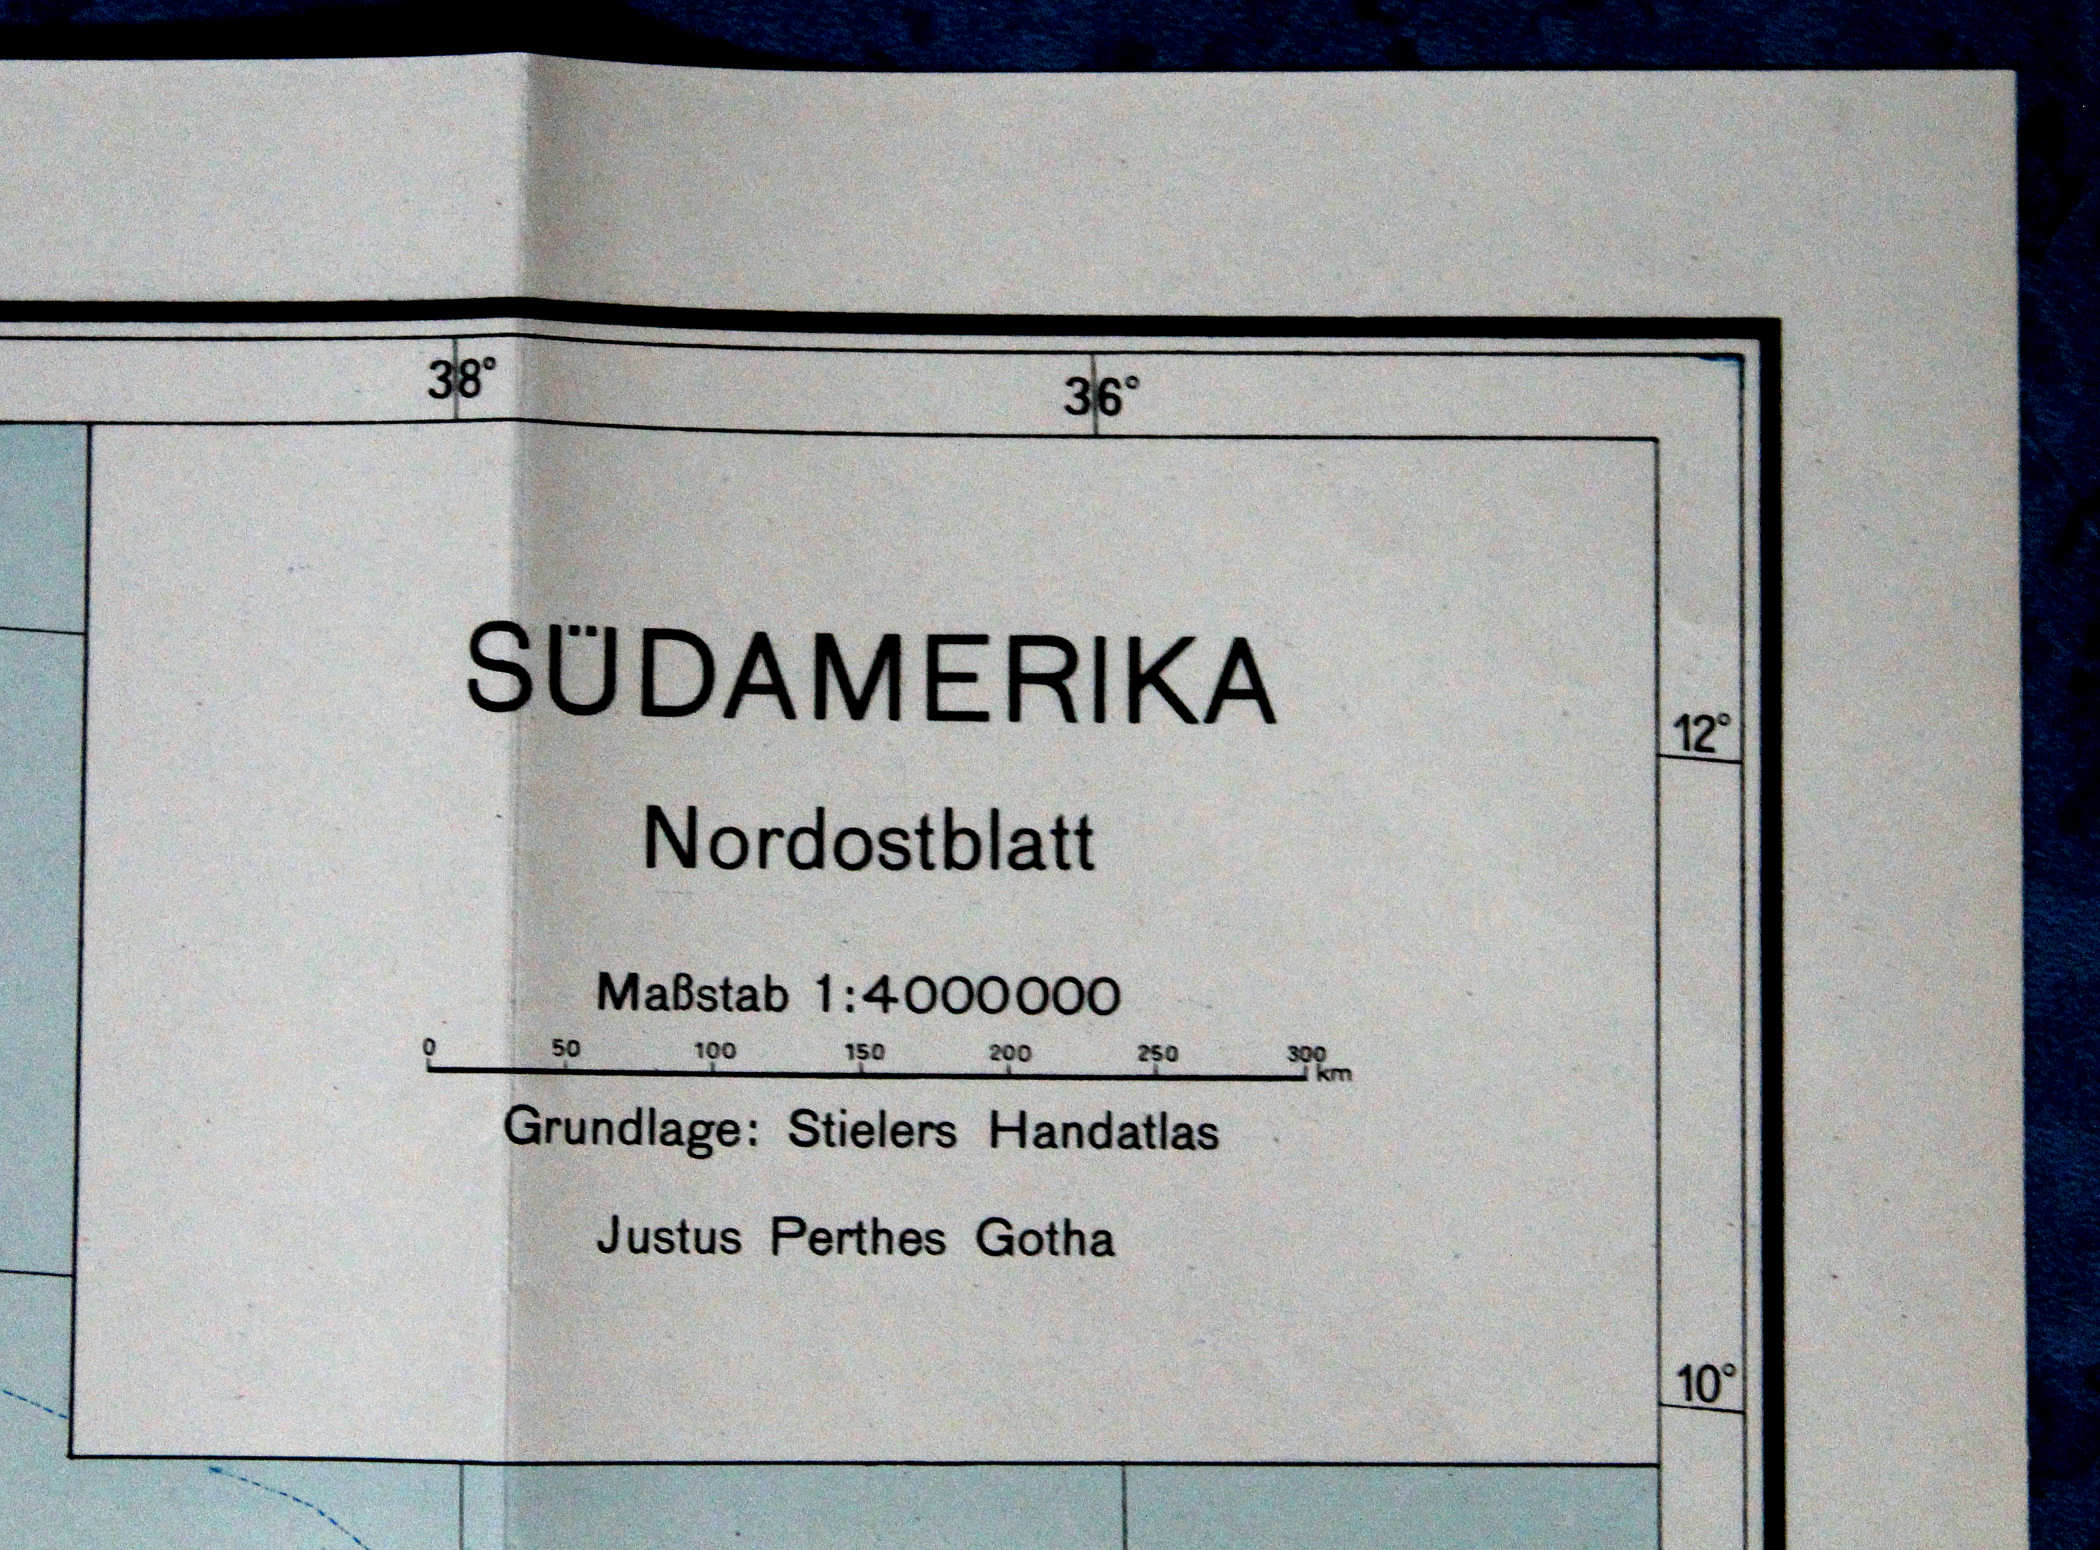 38° 36°
SÜDAMERIKA
12°
Nordostblatt
Maßstab 1:4000000
0 50 100 150 200 250 300 km
Grundlage: Stielers Handatlas
Justus Perthes Gotha
10°